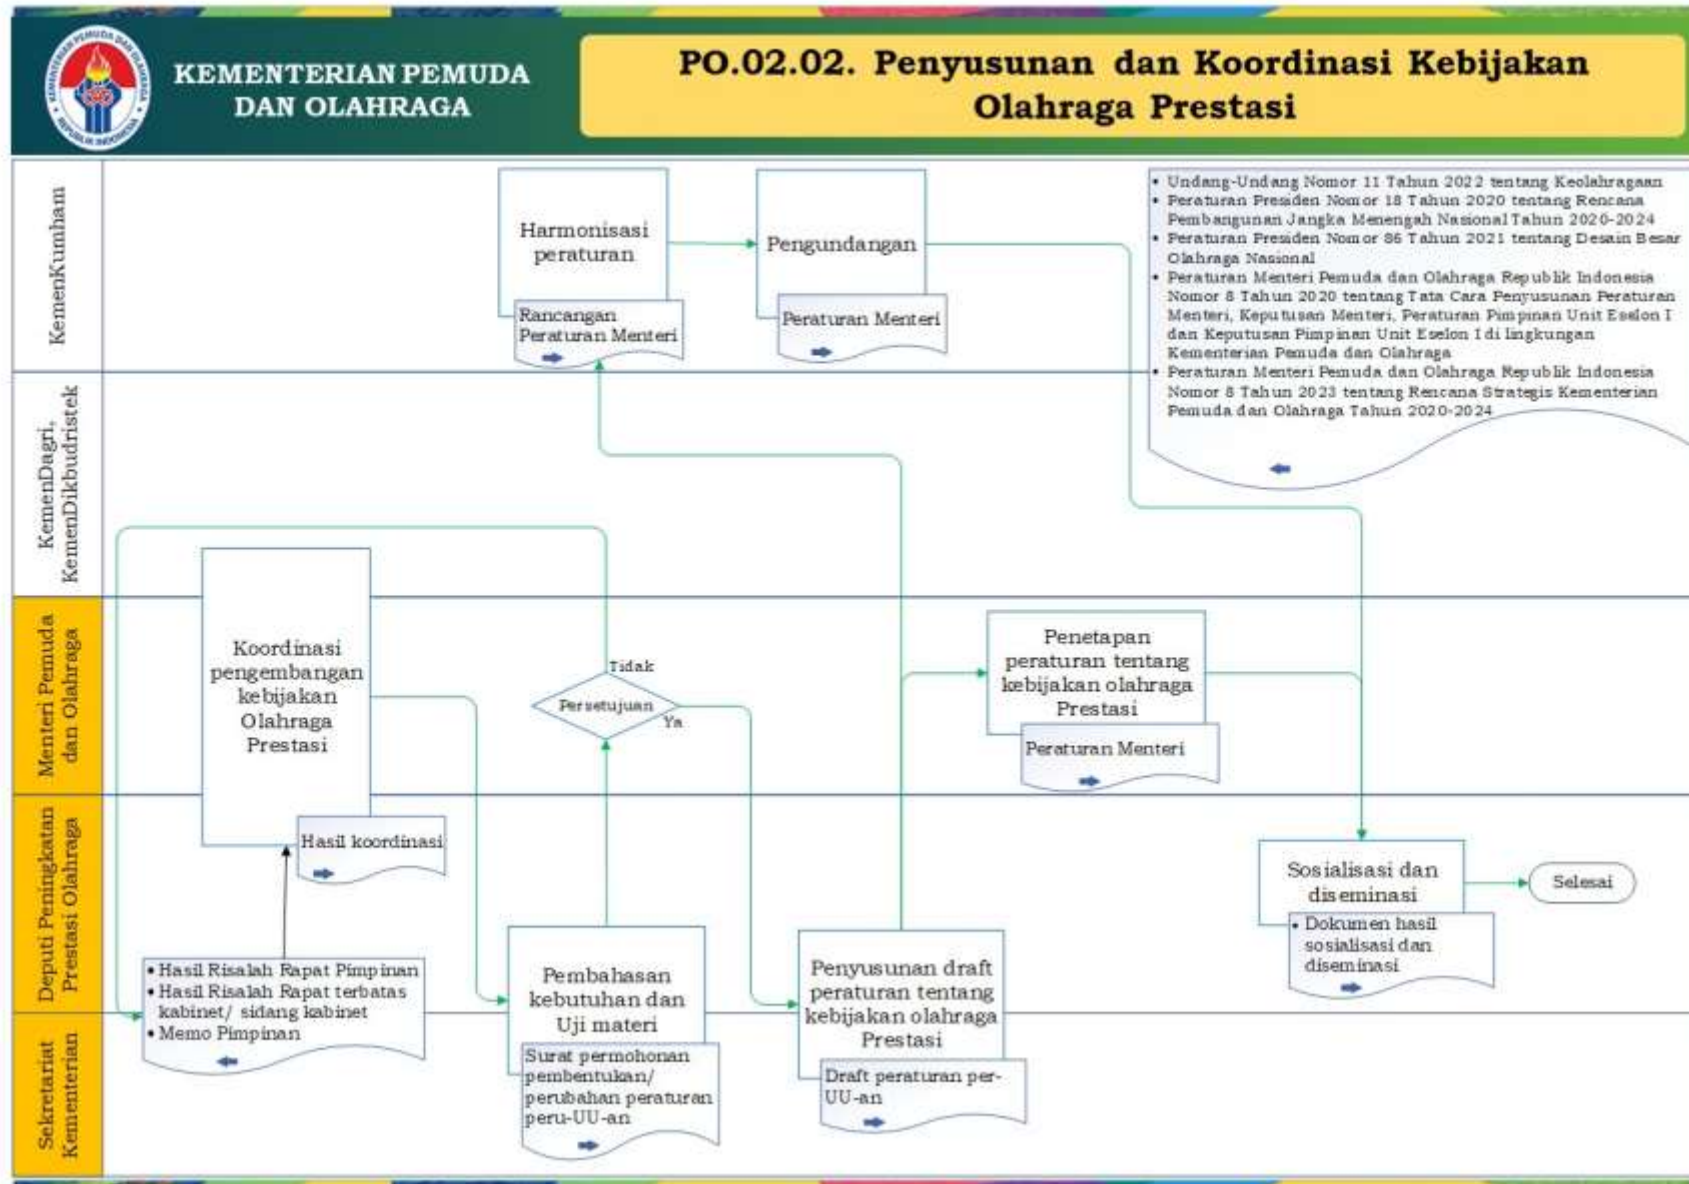 KEMENTERIAN PEMUDA DAN OLAHRAGA
REPUBLIK INDONESIA
KEMENTERIAN PEMUDA
DAN OLAHRAGA
PO.02.02. Penyusunan dan Koordinasi Kebijakan
Olahraga Prestasi
KemenKumham
Harmonisasi
peraturan
Rancangan
Peraturan Menteri
Pengundangan
Peraturan Menteri
• Undang-Undang Nomor 11 Tahun 2022 tentang Keolahragaan
• Peraturan Presiden Nomor 18 Tahun 2020 tentang Rencana
Pembangunan Jangka Menengah Nasional Tahun 2020-2024
• Peraturan Presiden Nomor 86 Tahun 2021 tentang Desain Besar
Olahraga Nasional
• Peraturan Menteri Pemuda dan Olahraga Republik Indonesia
Nomor 8 Tahun 2020 tentang Tata Cara Penyusunan Peraturan
Menteri, Keputusan Menteri, Peraturan Pimpinan Unit Eselon I
dan Keputusan Pimpinan Unit Eselon I di lingkungan
Kementerian Pemuda dan Olahraga
• Peraturan Menteri Pemuda dan Olahraga Republik Indonesia
Nomor 8 Tahun 2023 tentang Rencana Strategis Kementerian
Pemuda dan Olahraga Tahun 2020-2024
KemenDagri,
KemenDikbudristek
Menteri Pemuda
dan Olahraga
Koordinasi
pengembangan
kebijakan
Olahraga
Prestasi
Hasil koordinasi
Tidak
Persetujuan
Ya
Penetapan
peraturan tentang
kebijakan olahraga
Prestasi
Peraturan Menteri
Deputi Peningkatan
Prestasi Olahraga
• Hasil Risalah Rapat Pimpinan
• Hasil Risalah Rapat terbatas
kabinet/ sidang kabinet
• Memo Pimpinan
Pembahasan
kebutuhan dan
Uji materi
Surat permohonan
pembentukan/
perubahan peraturan
peru-UU-an
Penyusunan draft
peraturan tentang
kebijakan olahraga
Prestasi
Draft peraturan per-
UU-an
Sosialisasi dan
diseminasi
• Dokumen hasil
sosialisasi dan
diseminasi
Selesai
Sekretariat
Kementerian